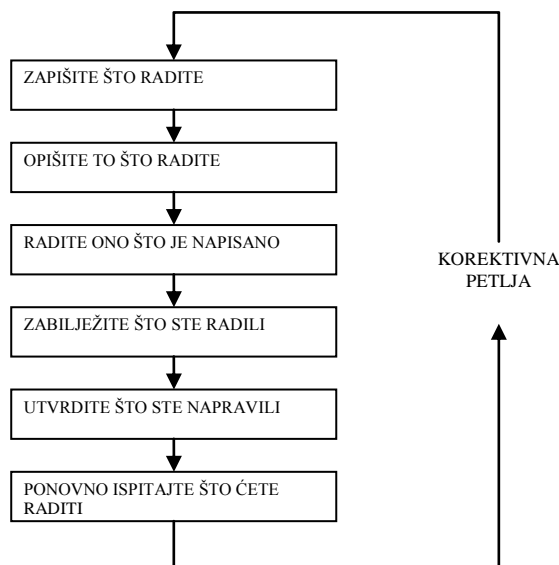 ZAPIŠITE ŠTO RADITE
OPIŠITE TO ŠTO RADITE
RADITE ONO ŠTO JE NAPISANO
ZABILJEŽITE ŠTO STE RADILI
UTVRDITE ŠTO STE NAPRAVILI
PONOVNO ISPITAJTE ŠTO ĆETE
RADITI
KOREKTIVNA
PETLJA